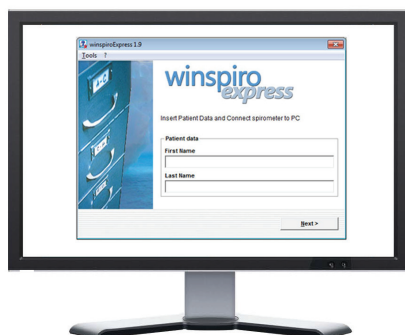 winspiroExpress 1.9
Tools ?
winspiro
express
Insert Patient Data and Connect spirometer to PC
Patient data
First Name
Last Name
Next >